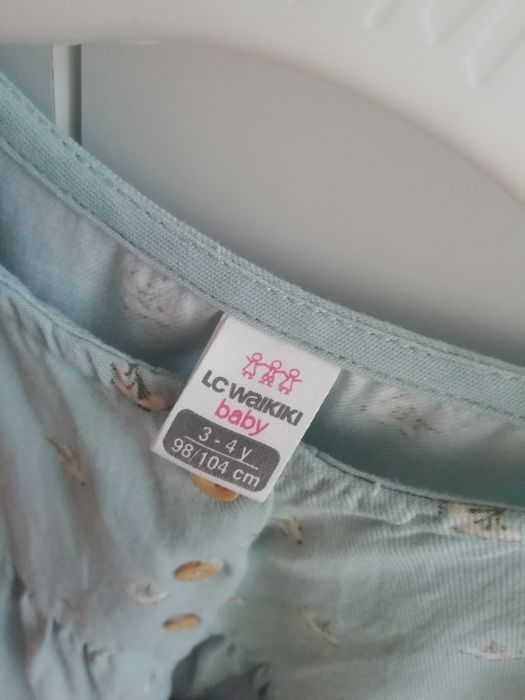 LC WAIKIKI
baby
3 - 4 y
98/104 cm